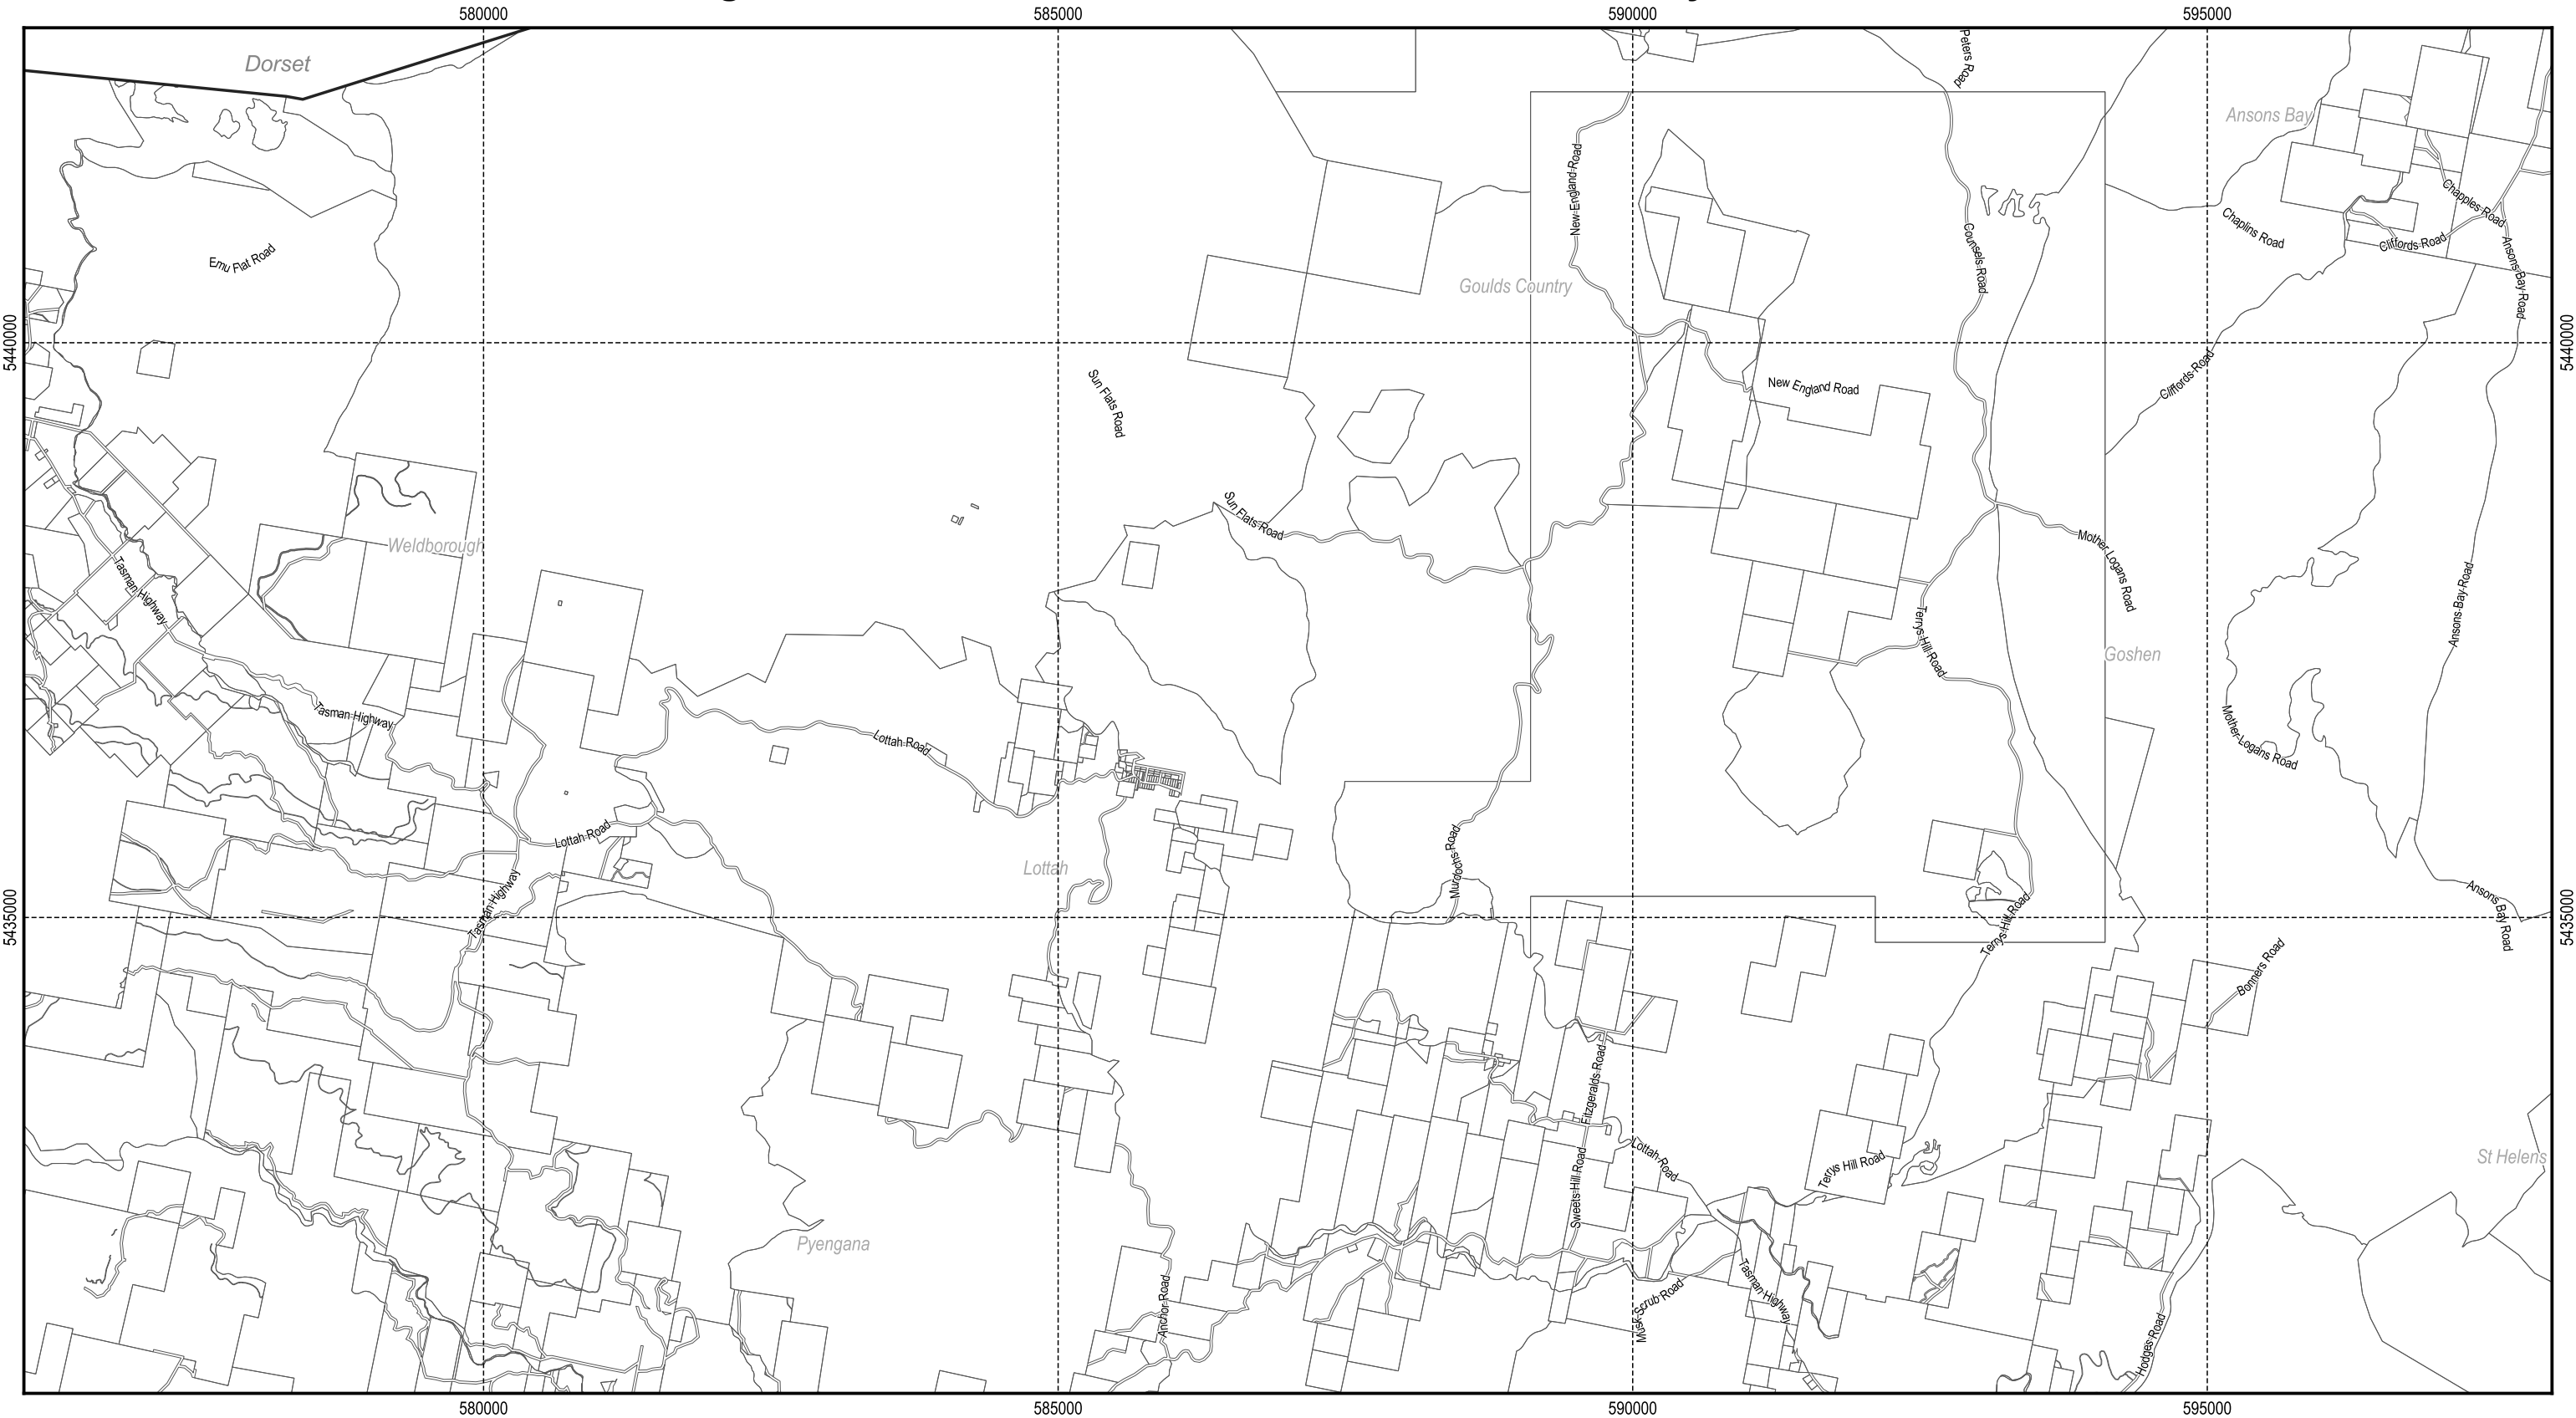 580000
585000
590000
595000
Dorset
Peters Road
Ansons Bay
New England Road
Chapples Road
Chaplins Road
Cliffords Road
Emu Flat Road
Counsels Road
Ansons Bay Road
Goulds Country
5440000
5440000
Sun Flats Road
New England Road
Cliffords Road
Sun Flats Road
Weldborough
Mother Logans Road
Tasman Highway
Ansons Bay Road
Terrys Hill Road
Goshen
Tasman Highway
Lottah Road
Mother Logans Road
Lottah Road
Murdochs Road
Lottah
Tasman Highway
Ansons Bay Road
5435000
5435000
Terrys Hill Road
Bonners Road
Fitzgeralds Road
Lottah Road
Terrys Hill Road
St Helens
Sweets Hill Road
Pyengana
Anchor Road
Musky Scrub Road
Tasman Highway
Hodges Road
580000
585000
590000
595000